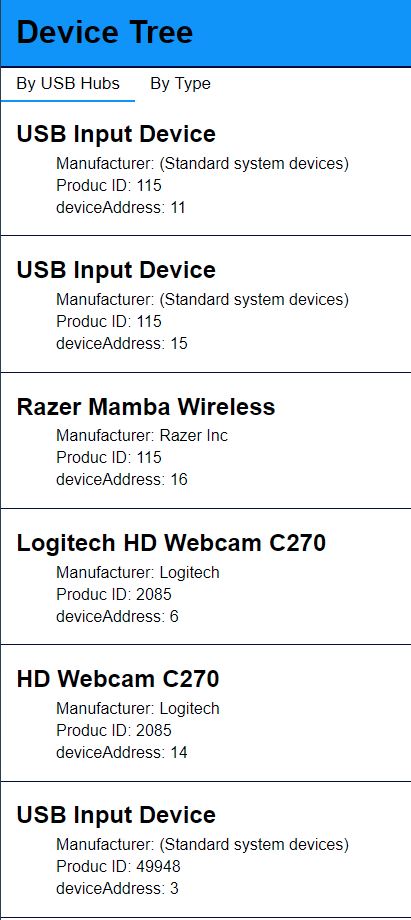 Device Tree
By USB Hubs By Type
USB Input Device
Manufacturer: (Standard system devices)
Produc ID: 115
deviceAddress: 11
USB Input Device
Manufacturer: (Standard system devices)
Produc ID: 115
deviceAddress: 15
Razer Mamba Wireless
Manufacturer: Razer Inc
Produc ID: 115
deviceAddress: 16
Logitech HD Webcam C270
Manufacturer: Logitech
Produc ID: 2085
deviceAddress: 6
HD Webcam C270
Manufacturer: Logitech
Produc ID: 2085
deviceAddress: 14
USB Input Device
Manufacturer: (Standard system devices)
Produc ID: 49948
deviceAddress: 3